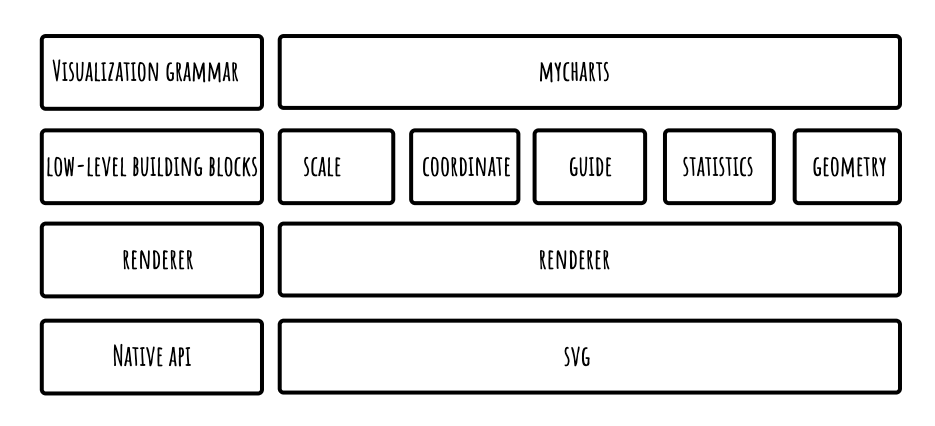 Visualization grammar
mycharts
low-level building blocks
scale
coordinate
guide
statistics
geometry
renderer
renderer
Native api
svg